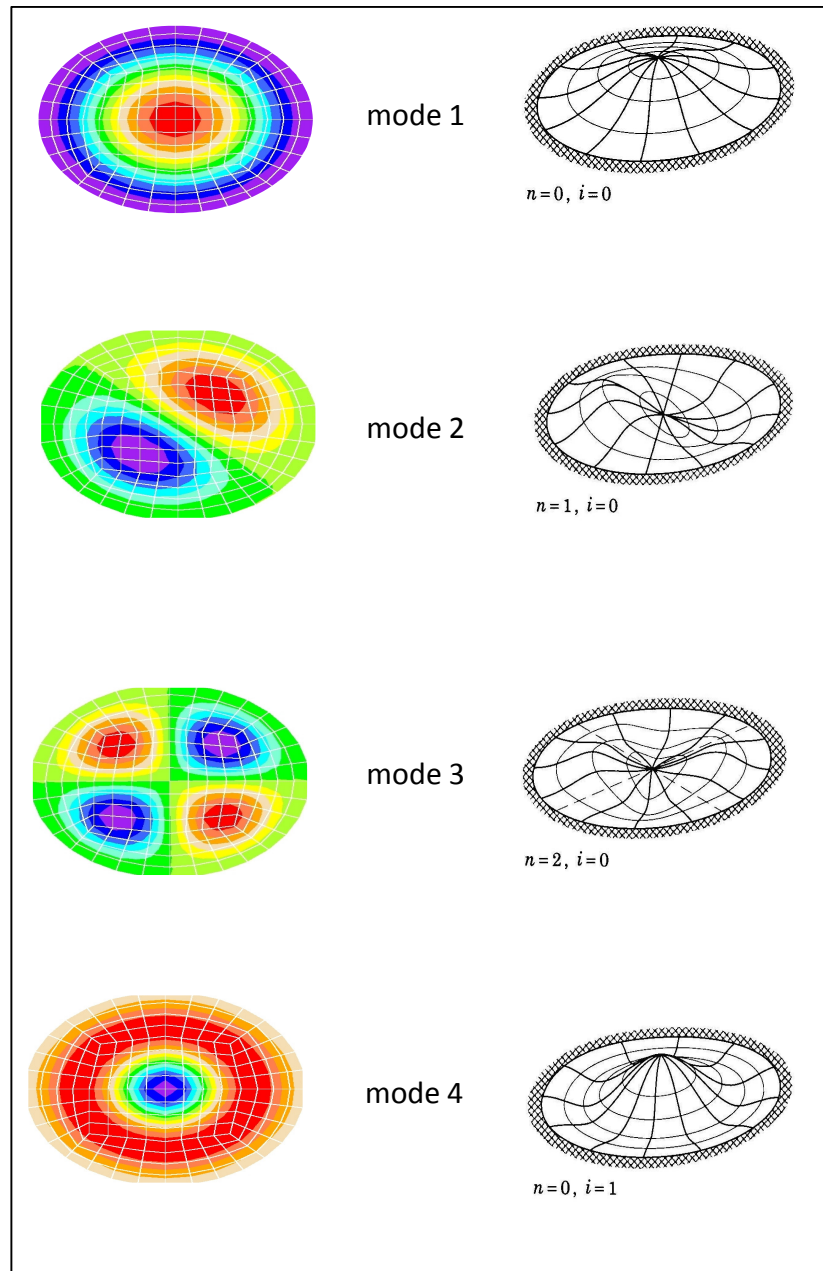 mode 1
n=0, i=0
mode 2
n=1, i=0
mode 3
n=2, i=0
mode 4
n=0, i=1